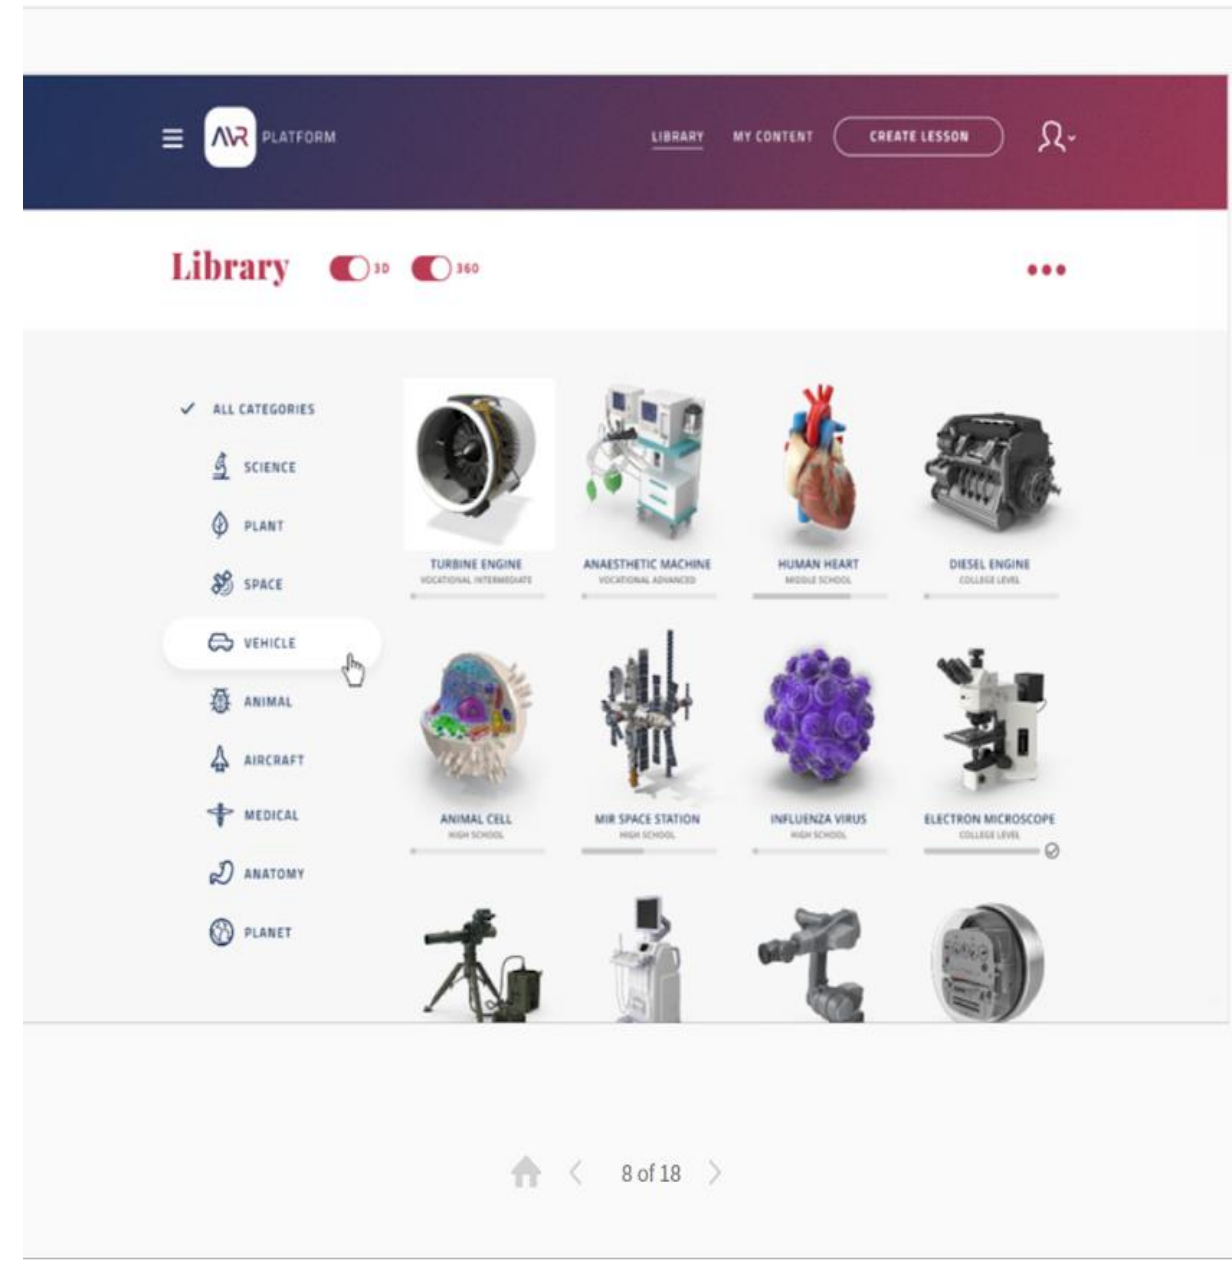 AVR PLATFORM
LIBRARY MY CONTENT CREATE LESSON
Library 3D 360
ALL CATEGORIES
SCIENCE
PLANT
SPACE
VEHICLE
ANIMAL
AIRCRAFT
MEDICAL
ANATOMY
PLANET
TURBINE ENGINE
VOCATIONAL INTERMEDIATE
ANAESTHETIC MACHINE
VOCATIONAL ADVANCED
HUMAN HEART
MIDDLE SCHOOL
DIESEL ENGINE
COLLEGE LEVEL
ANIMAL CELL
HIGH SCHOOL
MIR SPACE STATION
HIGH SCHOOL
INFLUENZA VIRUS
HIGH SCHOOL
ELECTRON MICROSCOPE
COLLEGE LEVEL
8 of 18